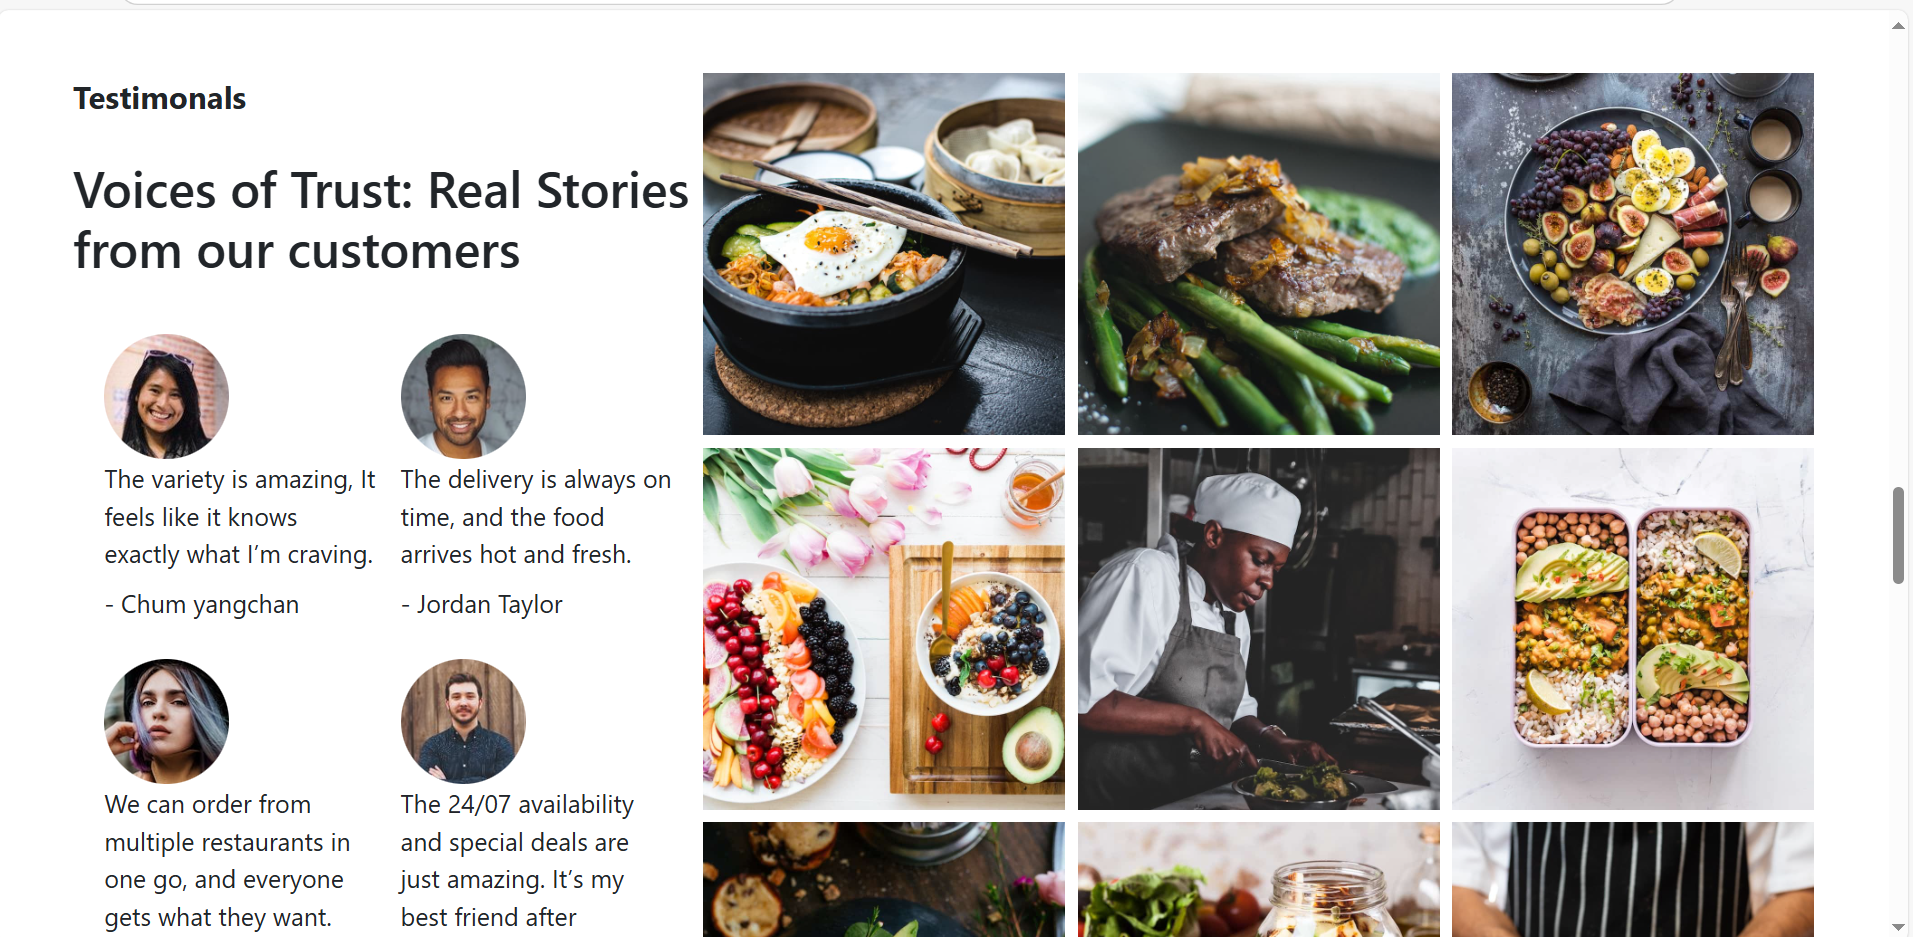 Testimonals
Voices of Trust: Real Stories
from our customers
The variety is amazing, It
feels like it knows
exactly what I’m craving.
- Chum yangchan
The delivery is always on
time, and the food
arrives hot and fresh.
- Jordan Taylor
We can order from
multiple restaurants in
one go, and everyone
gets what they want.
The 24/07 availability
and special deals are
just amazing. It’s my
best friend after